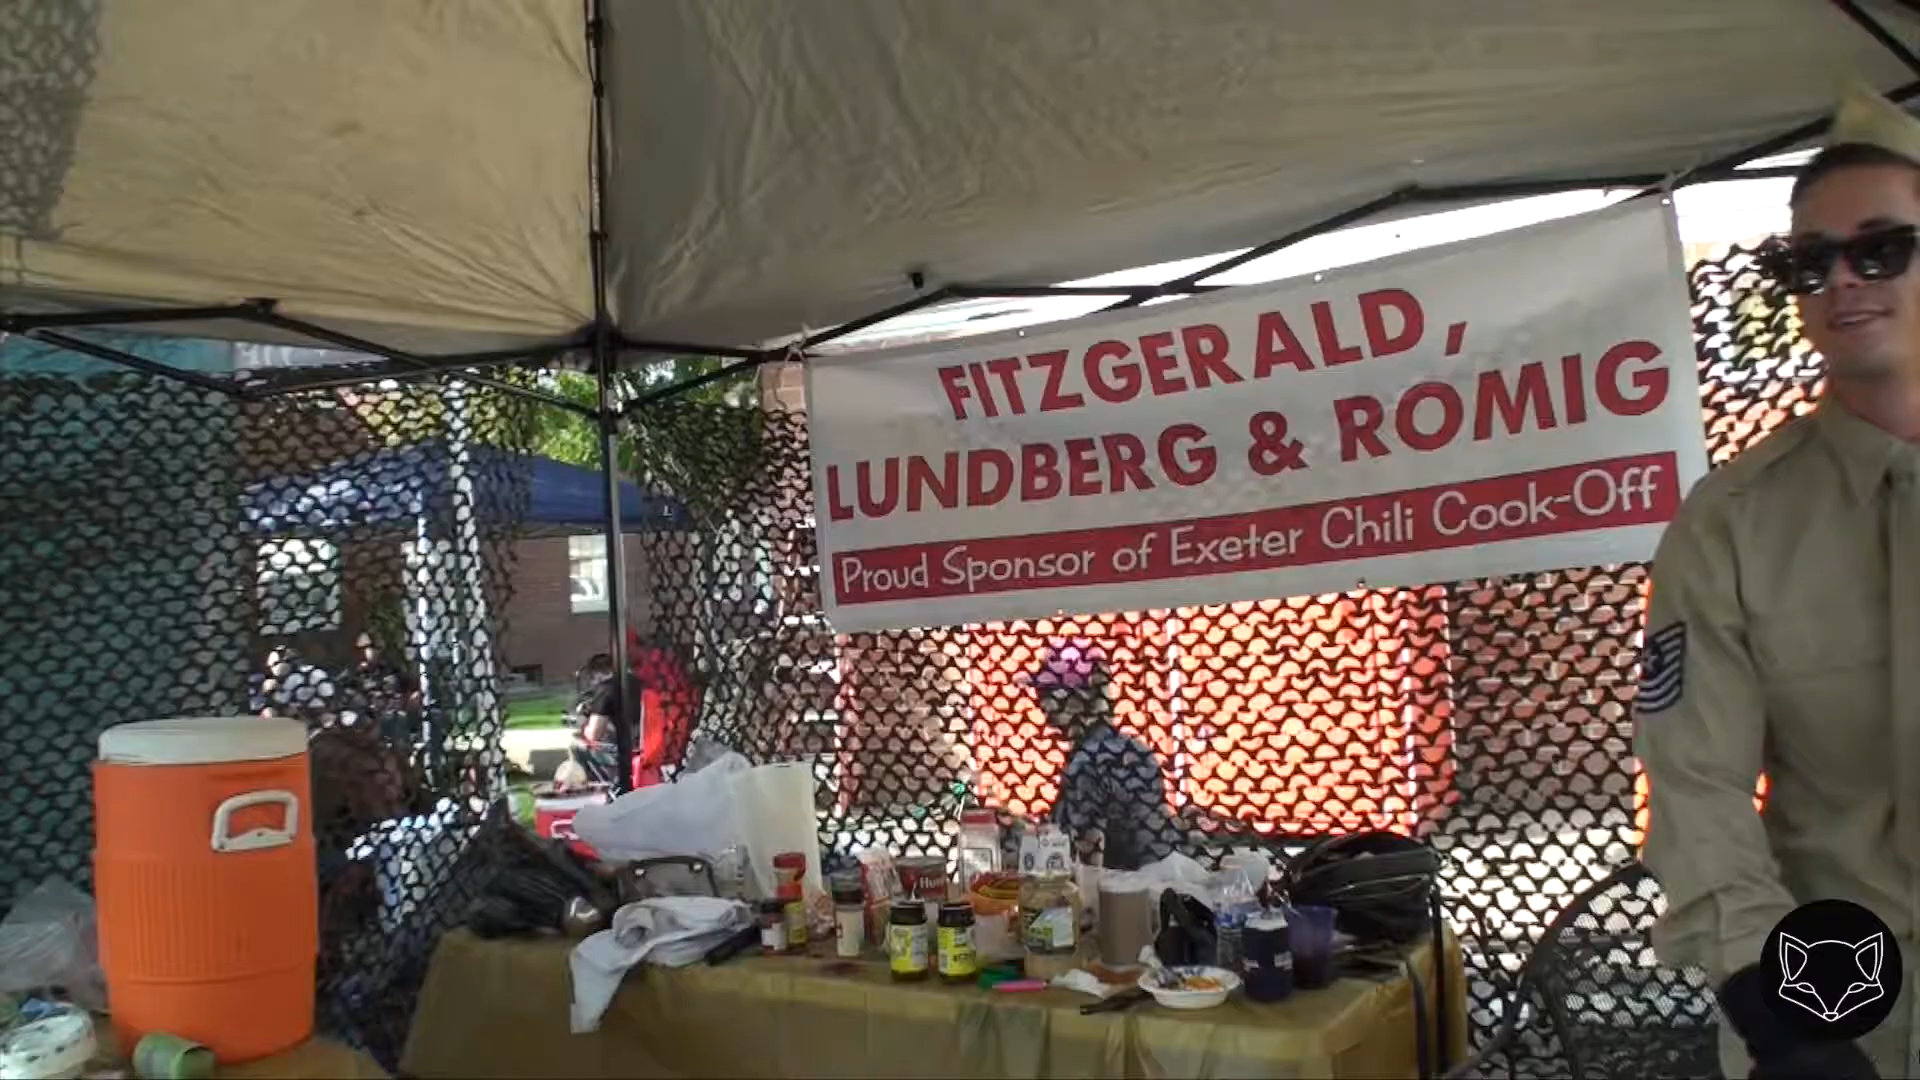 FITZGERALD,
LUNDBERG & ROMIG
Proud Sponsor of Exeter Chili Cook-Off